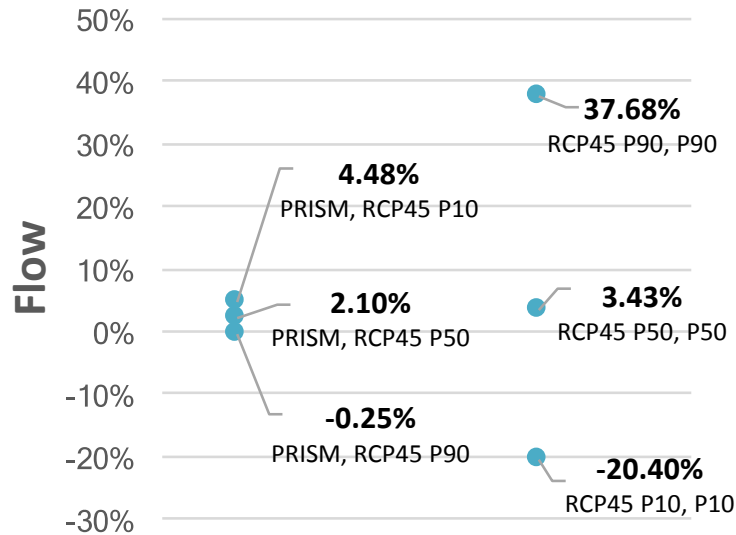 50%
40%
30%
20%
10%
0%
-10%
-20%
-30%
Flow
4.48%
PRISM, RCP45 P10
2.10%
PRISM, RCP45 P50
-0.25%
PRISM, RCP45 P90
37.68%
RCP45 P90, P90
3.43%
RCP45 P50, P50
-20.40%
RCP45 P10, P10